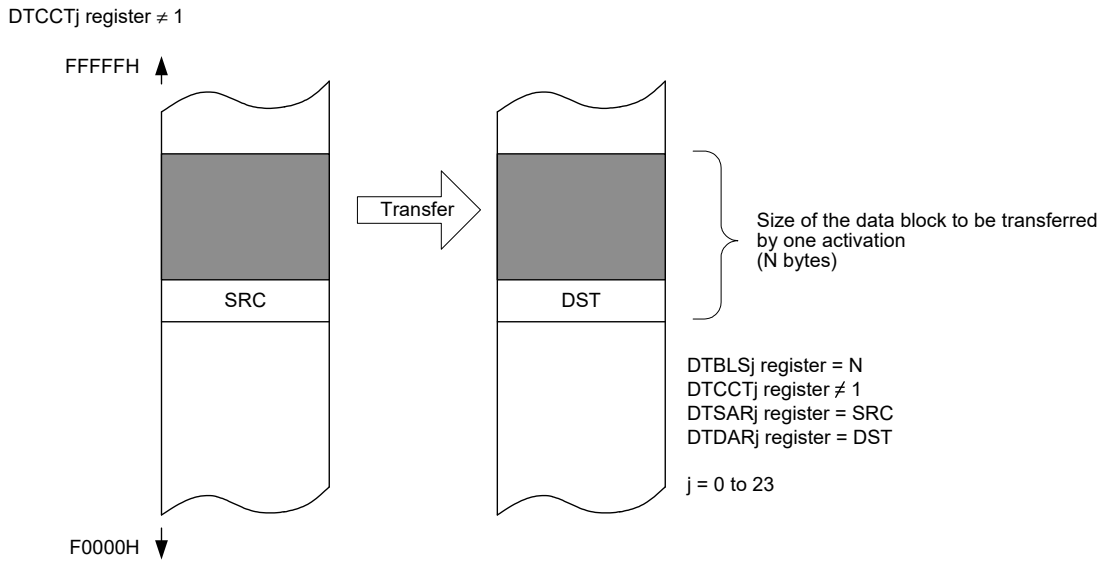 DTCCTj register ≠ 1
FFFFFH
SRC
Transfer
DST
Size of the data block to be transferred
by one activation
(N bytes)
DTBLSj register = N
DTCCTj register ≠ 1
DTSARj register = SRC
DTDARj register = DST
j = 0 to 23
F0000H